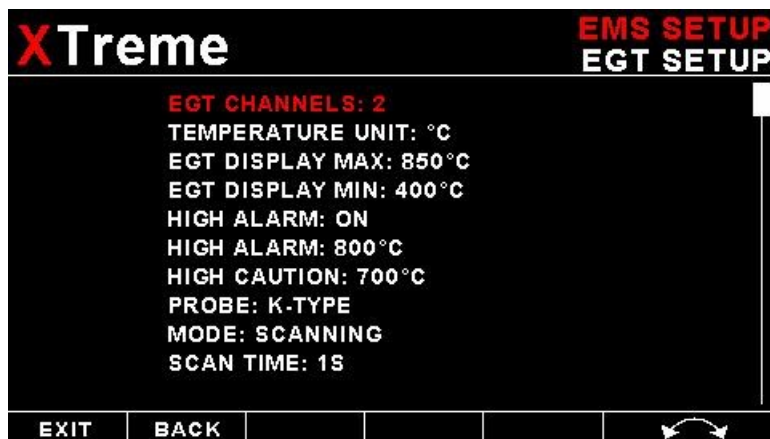 XTreme
EMS SETUP
EGT SETUP
EGT CHANNELS: 2
TEMPERATURE UNIT: °C
EGT DISPLAY MAX: 850°C
EGT DISPLAY MIN: 400°C
HIGH ALARM: ON
HIGH ALARM: 800°C
HIGH CAUTION: 700°C
PROBE: K-TYPE
MODE: SCANNING
SCAN TIME: 1S
EXIT BACK